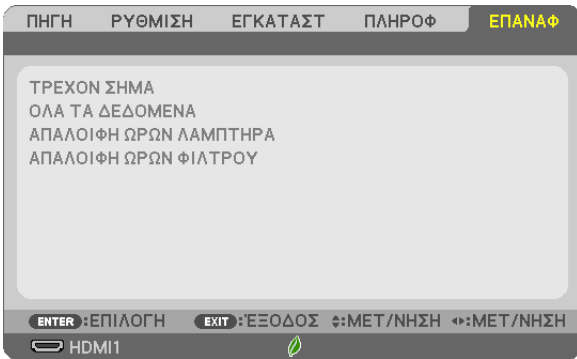 ΠΗΓΗ ΡΥΘΜΙΣΗ ΕΓΚΑΤΑΣΤ ΠΛΗΡΟΦ ΕΠΑΝΑΦ
ΤΡΕΧΟΝ ΣΗΜΑ
ΟΛΑ ΤΑ ΔΕΔΟΜΕΝΑ
ΑΠΑΛΟΙΦΗ ΩΡΩΝ ΛΑΜΠΤΗΡΑ
ΑΠΑΛΟΙΦΗ ΩΡΩΝ ΦΙΛΤΡΟΥ
ENTER :ΕΠΙΛΟΓΗ EXIT :ΈΞΟΔΟΣ :ΜΕΤ/ΝΗΣΗ :ΜΕΤ/ΝΗΣΗ
HDMI1